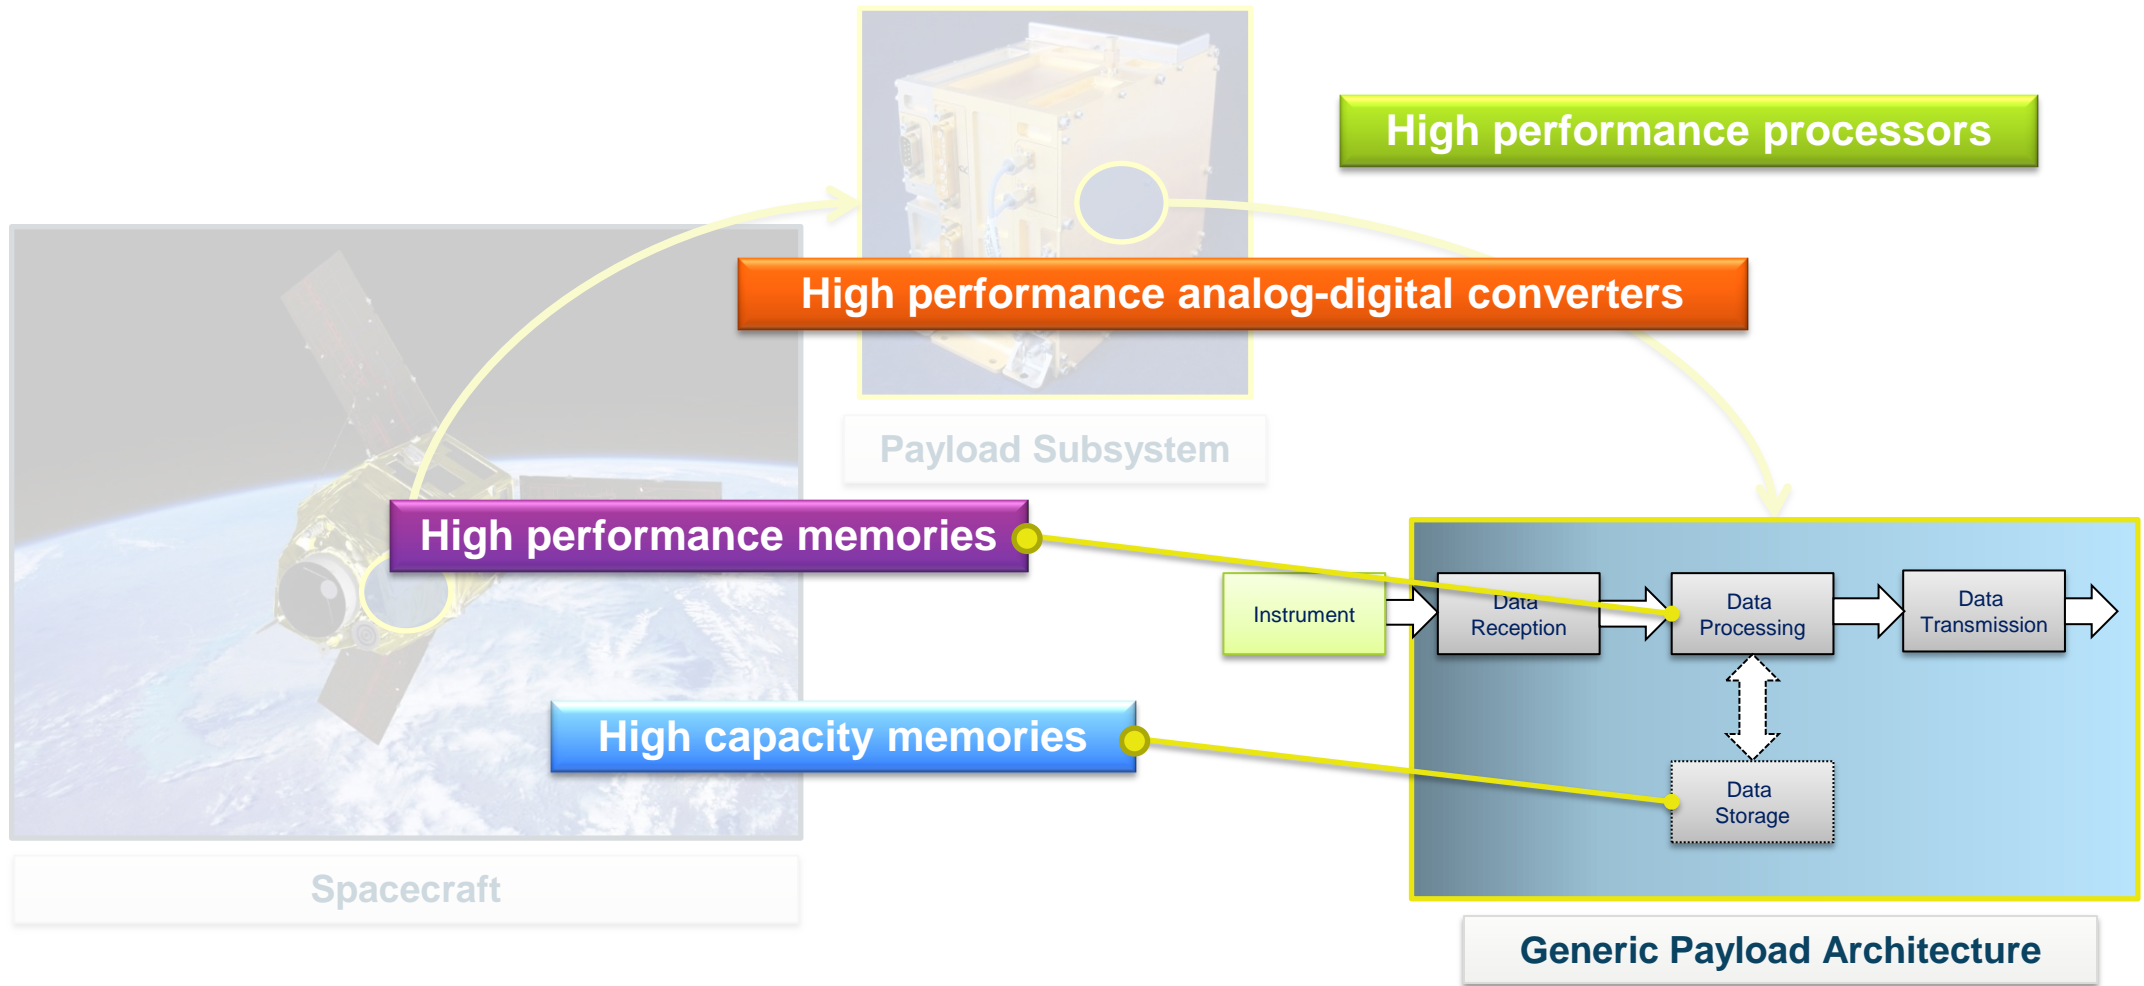 High performance processors
High performance analog-digital converters
Payload Subsystem
High performance memories
Instrument
Data
Reception
Data
Processing
Data
Transmission
High capacity memories
Data
Storage
Spacecraft
Generic Payload Architecture